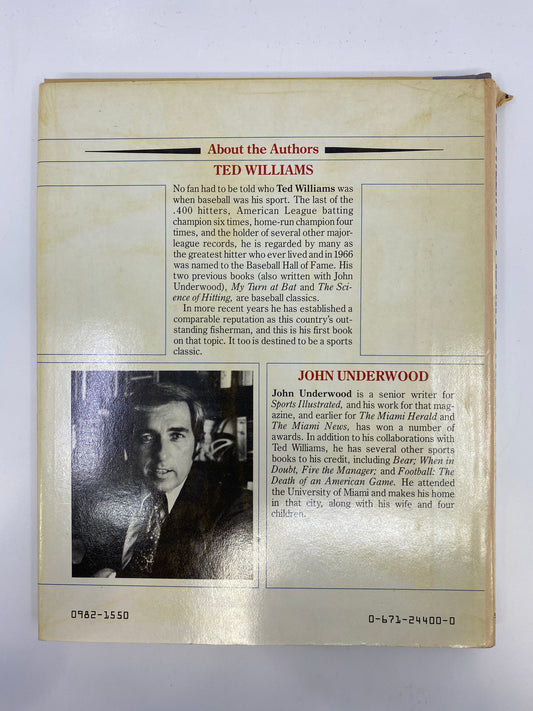 About the Authors
TED WILLIAMS
No fan had to be told who Ted Williams was
when baseball was his sport. The last of the
.400 hitters, American League batting
champion six times, home-run champion four
times, and the holder of several other major-
league records, he is regarded by many as
the greatest hitter who ever lived and in 1966
was named to the Baseball Hall of Fame. His
two previous books (also written with John
Underwood), My Turn at Bat and The Sci-
ence of Hitting, are baseball classics.
In more recent years he has established a
comparable reputation as this country's out-
standing fisherman, and this is his first book
on that topic. It too is destined to be a sports
classic.
JOHN UNDERWOOD
John Underwood is a senior writer for
Sports Illustrated, and his work for that mag-
azine, and earlier for The Miami Herald and
The Miami News, has won a number of
awards. In addition to his collaborations with
Ted Williams, he has several other sports
books to his credit, including Bear; When in
Doubt, Fire the Manager; and Football: The
Death of an American Game. He attended
the University of Miami and makes his home
in that city, along with his wife and four
children.
0982-1550
0-671-24400-0